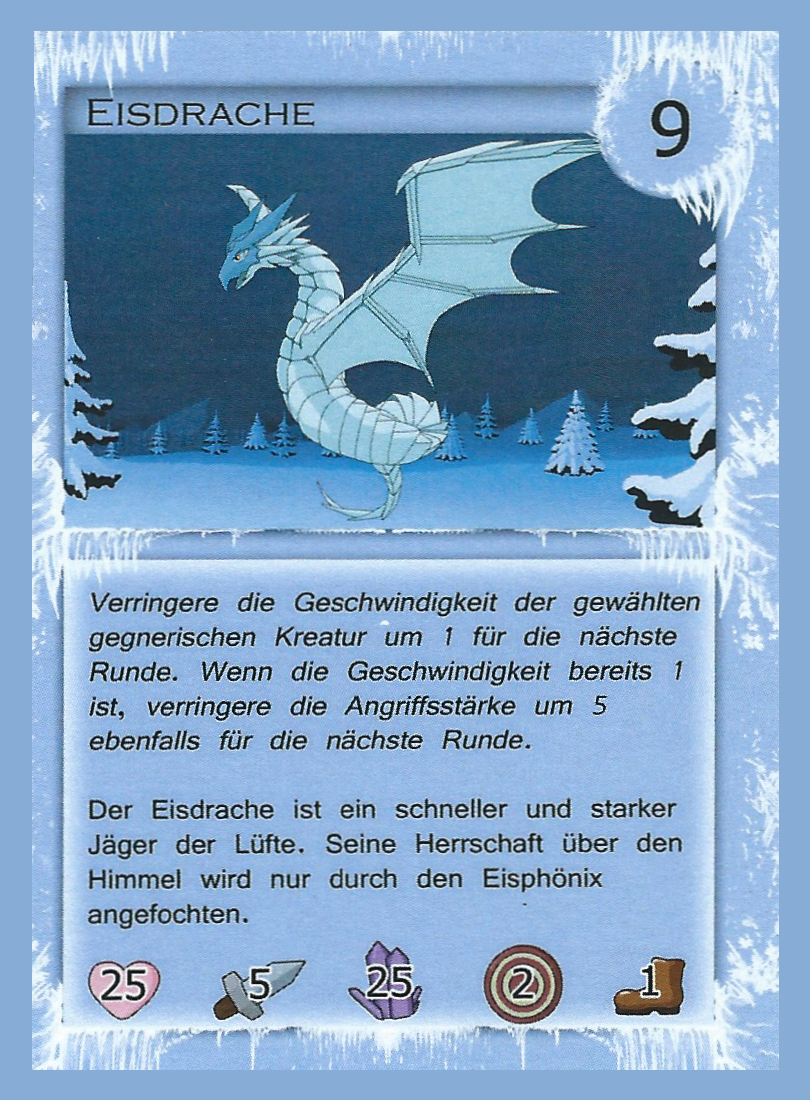 EISDRACHE
9
Verringere die Geschwindigkeit der gewählten
gegnerischen Kreatur um 1 für die nächste
Runde. Wenn die Geschwindigkeit bereits 1
ist, verringere die Angriffsstärke um 5
ebenfalls für die nächste Runde.
Der Eisdrache ist ein schneller und starker
Jäger der Lüfte. Seine Herrschaft über den
Himmel wird nur durch den Eisphönix
angefochten.
25 5 25 2 1